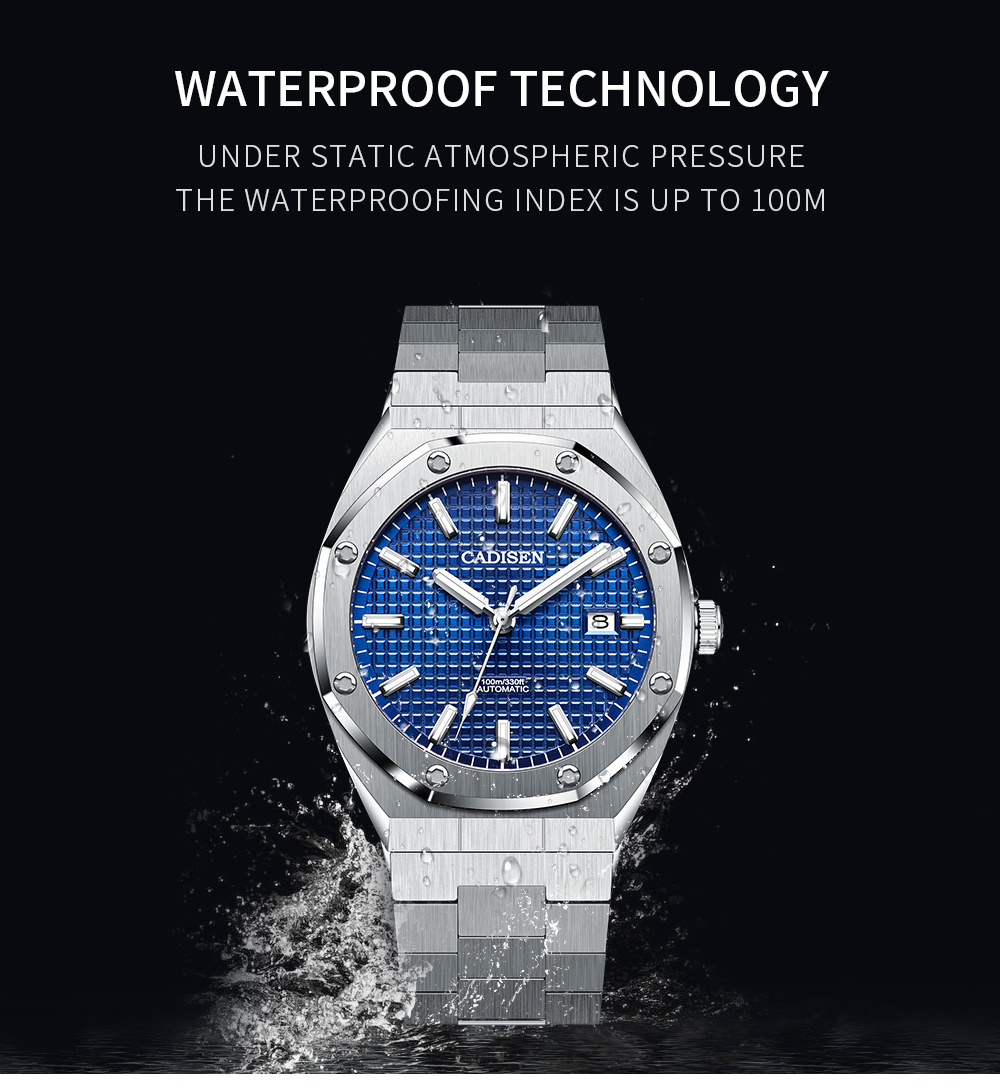 WATERPROOF TECHNOLOGY
UNDER STATIC ATMOSPHERIC PRESSURE
THE WATERPROOFING INDEX IS UP TO 100M
CADISEN
8
100m/330ft
AUTOMATIC